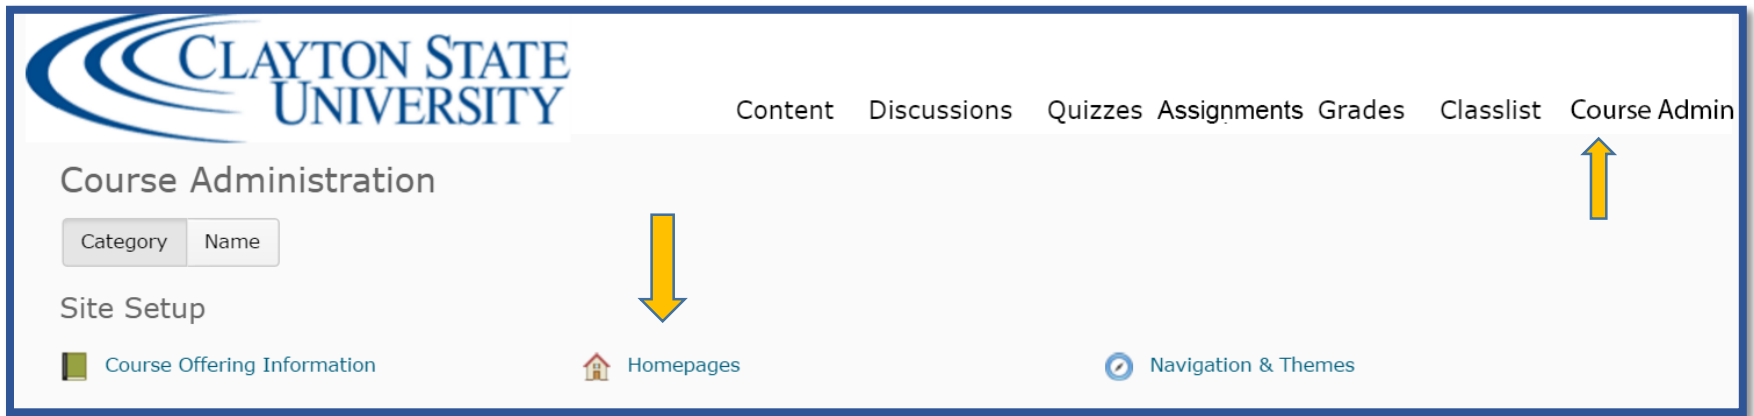 CLAYTON STATE
UNIVERSITY
Content Discussions Quizzes Assignments Grades Classlist Course Admin
Course Administration
Category Name
Site Setup
Course Offering Information Homepages Navigation & Themes